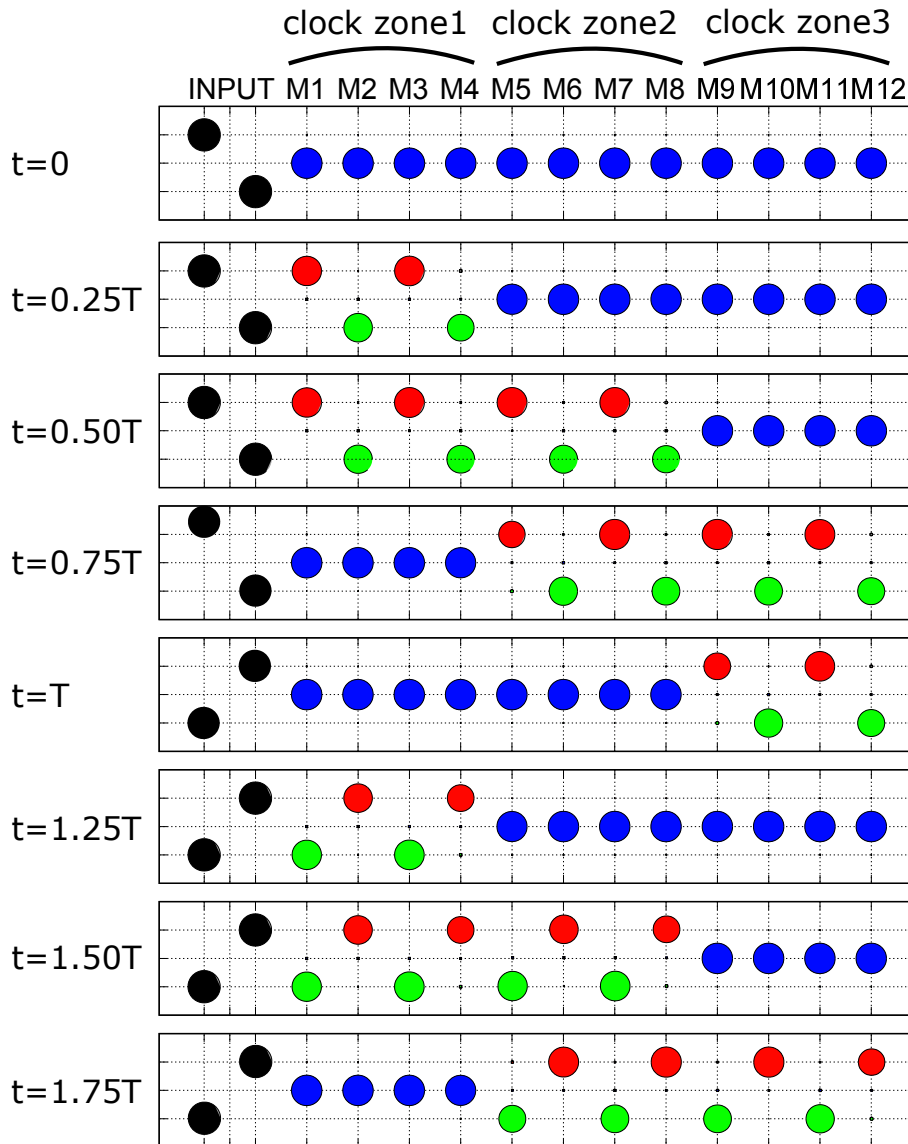 clock zone1 clock zone2 clock zone3
INPUT M1 M2 M3 M4 M5 M6 M7 M8 M9 M10 M11 M12
t=0
t=0.25T
t=0.50T
t=0.75T
t=T
t=1.25T
t=1.50T
t=1.75T